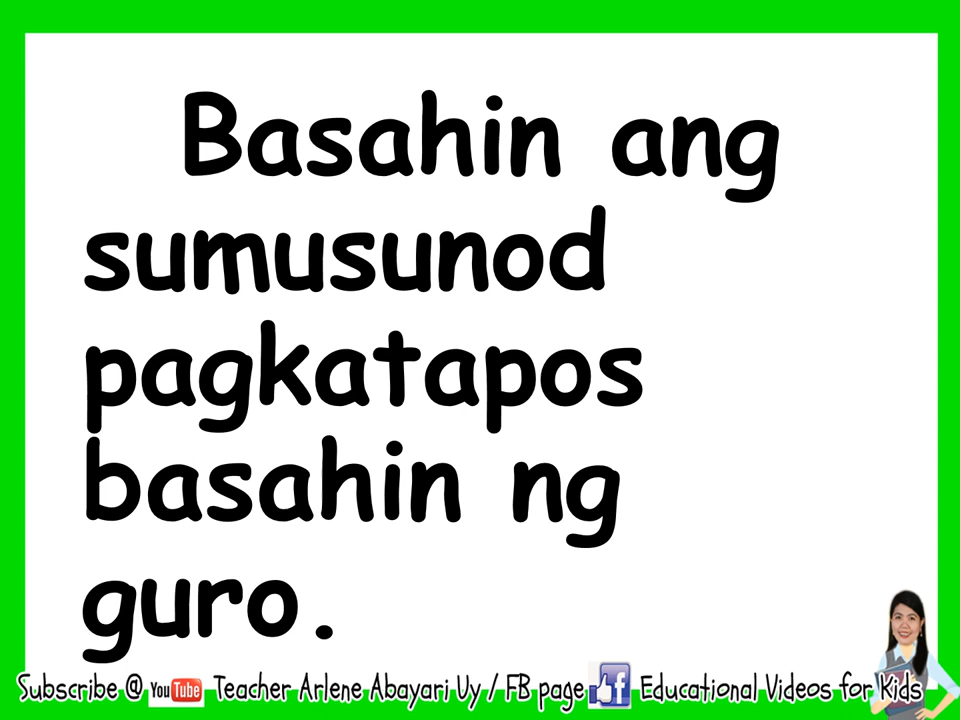 Basahin ang
sumusunod
pagkatapos
basahin ng
guro.
Subscribe @ YouTube Teacher Arlene Abayari Uy / FB page f Educational Videos for Kids